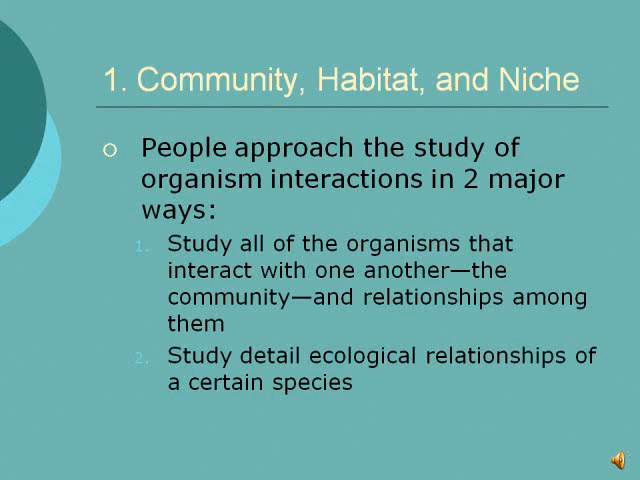 1. Community, Habitat, and Niche
People approach the study of
organism interactions in 2 major
ways:
1. Study all of the organisms that
interact with one another—the
community—and relationships among
them
2. Study detail ecological relationships of
a certain species